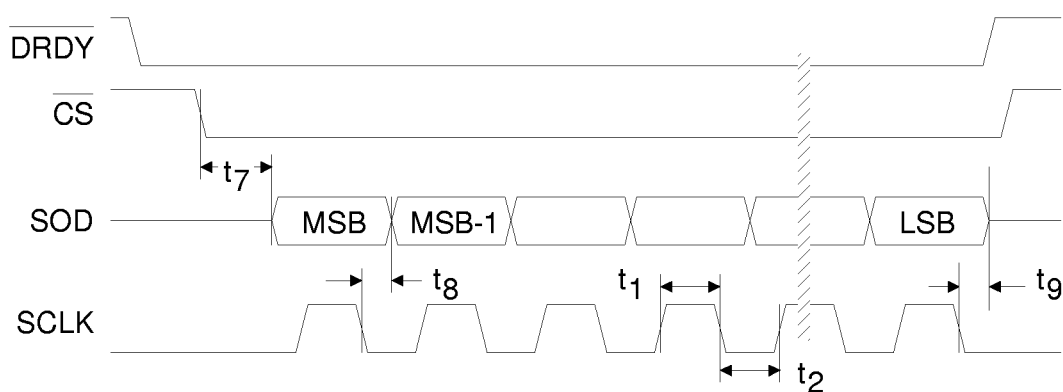 DRDY
CS
t7
SOD MSB MSB-1 LSB
t8 t1 t9
SCLK
t2